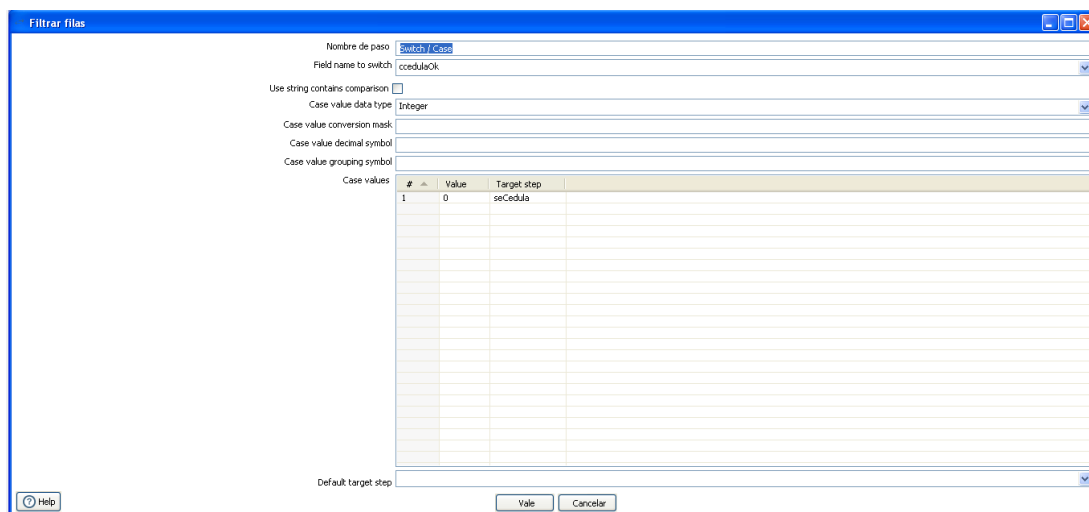 Filtrar filas
Nombre de paso Switch / Case
Field name to switch ccedulaOk
Use string contains comparison
Case value data type Integer
Case value conversion mask
Case value decimal symbol
Case value grouping symbol
Case values # Value Target step
1 0 seCedula
Default target step
Help Vale Cancelar